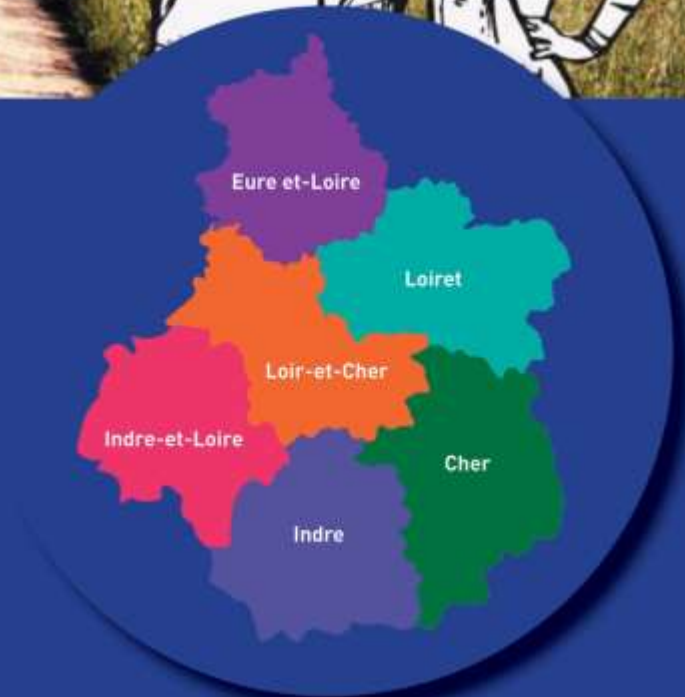 Eure et-Loire
Loiret
Loir-et-Cher
Indre-et-Loire
Cher
Indre